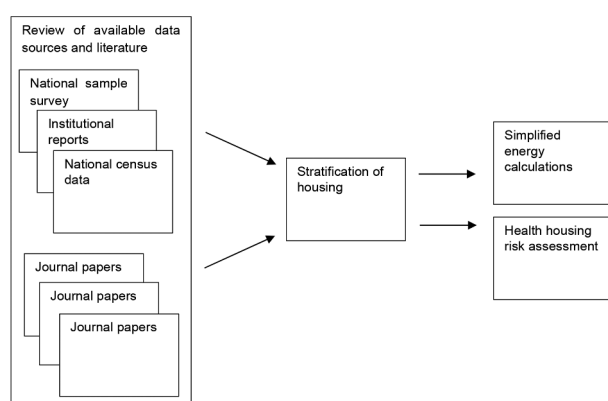 Review of available data
sources and literature
National sample
survey
Institutional
reports
National census
data
Journal papers
Journal papers
Journal papers
Stratification of
housing
Simplified
energy
calculations
Health housing
risk assessment